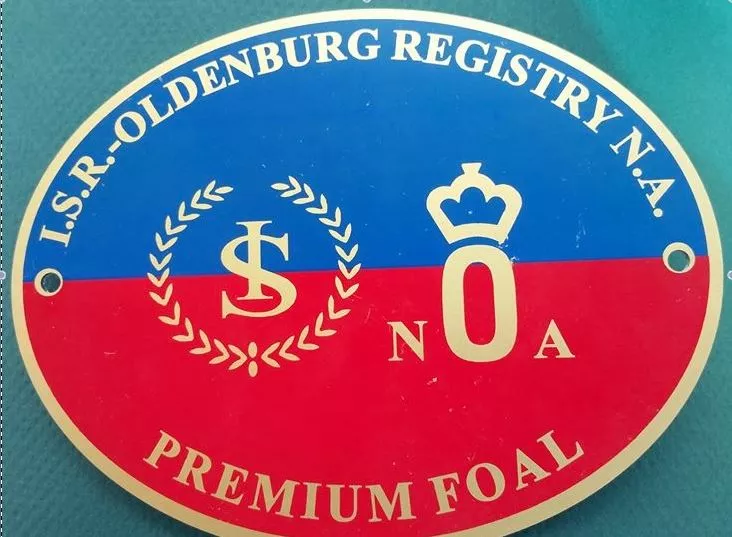 I.S.R.-OLDENBURG REGISTRY N.A.
IS
N O A
PREMIUM FOAL